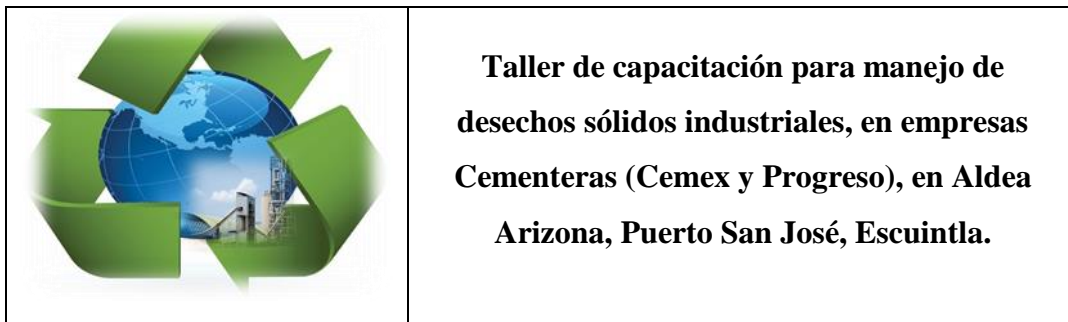 Taller de capacitación para manejo de
desechos sólidos industriales, en empresas
Cementeras (Cemex y Progreso), en Aldea
Arizona, Puerto San José, Escuintla.